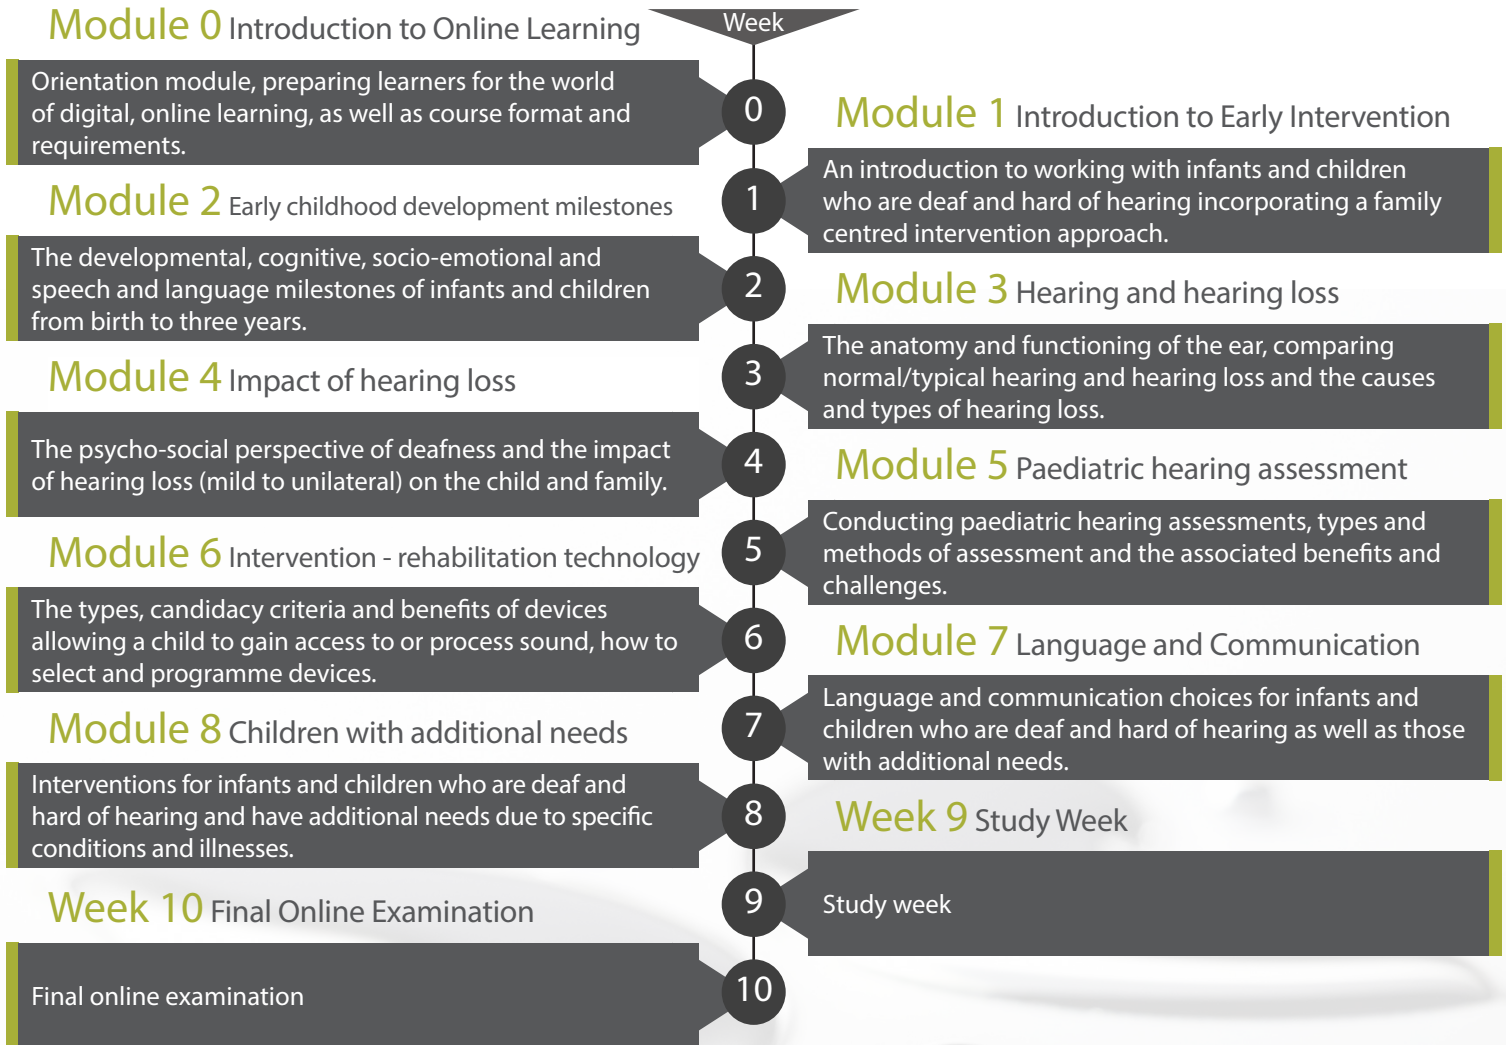 Week
Module 0 Introduction to Online Learning
Orientation module, preparing learners for the world
of digital, online learning, as well as course format and
requirements.
0
Module 1 Introduction to Early Intervention
An introduction to working with infants and children
who are deaf and hard of hearing incorporating a family
centred intervention approach.
1
Module 2 Early childhood development milestones
The developmental, cognitive, socio-emotional and
speech and language milestones of infants and children
from birth to three years.
2
Module 3 Hearing and hearing loss
The anatomy and functioning of the ear, comparing
normal/typical hearing and hearing loss and the causes
and types of hearing loss.
3
Module 4 Impact of hearing loss
The psycho-social perspective of deafness and the impact
of hearing loss (mild to unilateral) on the child and family.
4
Module 5 Paediatric hearing assessment
Conducting paediatric hearing assessments, types and
methods of assessment and the associated benefits and
challenges.
5
Module 6 Intervention - rehabilitation technology
The types, candidacy criteria and benefits of devices
allowing a child to gain access to or process sound, how to
select and programme devices.
6
Module 7 Language and Communication
Language and communication choices for infants and
children who are deaf and hard of hearing as well as those
with additional needs.
7
Module 8 Children with additional needs
Interventions for infants and children who are deaf and
hard of hearing and have additional needs due to specific
conditions and illnesses.
8
Week 9 Study Week
Study week
9
Week 10 Final Online Examination
Final online examination
10